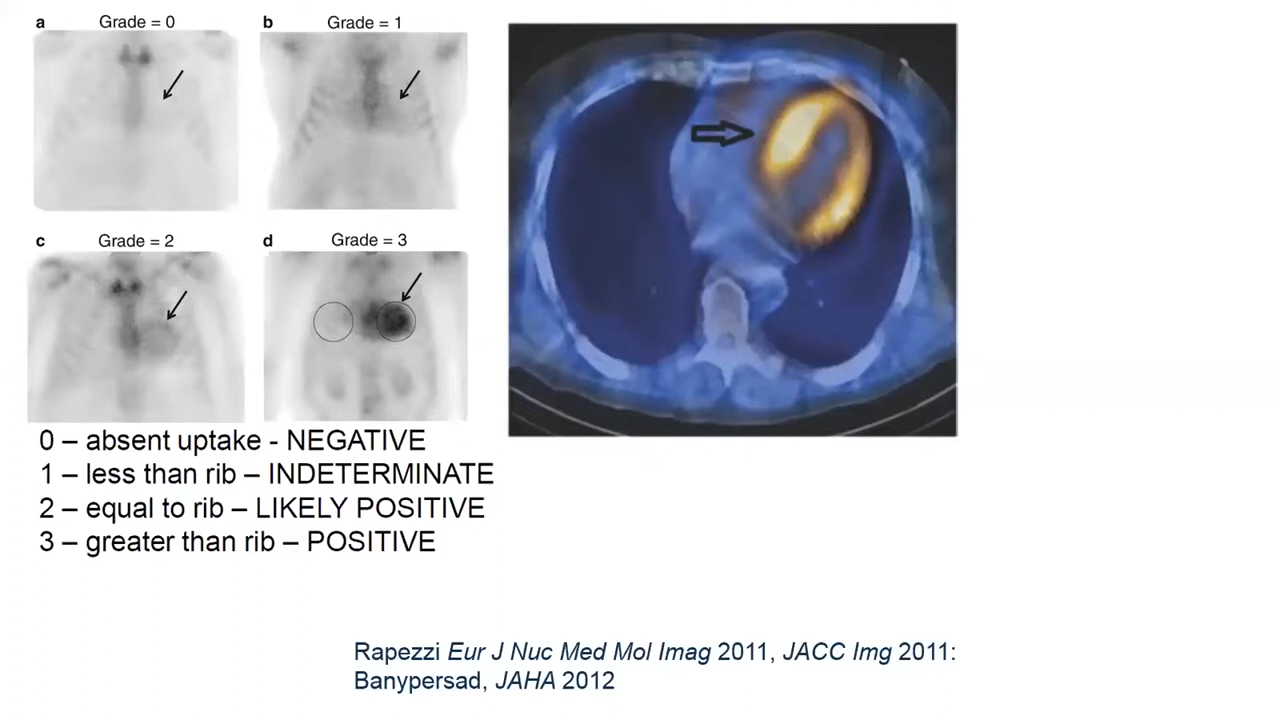 a Grade = 0
b Grade = 1
c Grade = 2
d Grade = 3
0 – absent uptake - NEGATIVE
1 – less than rib – INDETERMINATE
2 – equal to rib – LIKELY POSITIVE
3 – greater than rib – POSITIVE
Rapezzi Eur J Nuc Med Mol Imag 2011, JACC Img 2011:
Banypersad, JAHA 2012